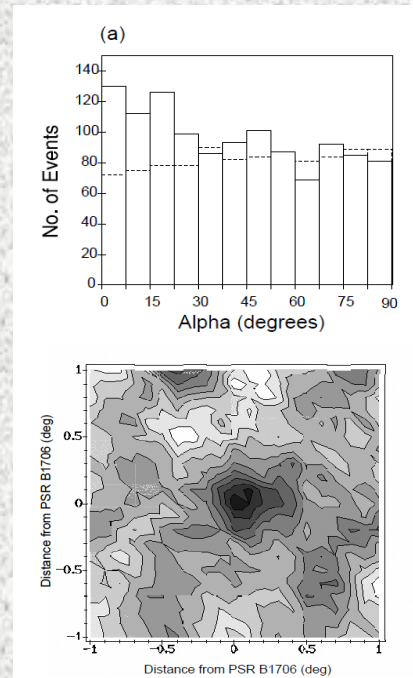 (a)
140
120
100
80
60
40
20
0
No. of Events
0 15 30 45 60 75 90
Alpha (degrees)
1
0.5
0
−0.5
−1
Distance from PSR B1706 (deg)
-1 -0.5 0 0.5 1
Distance from PSR B1706 (deg)